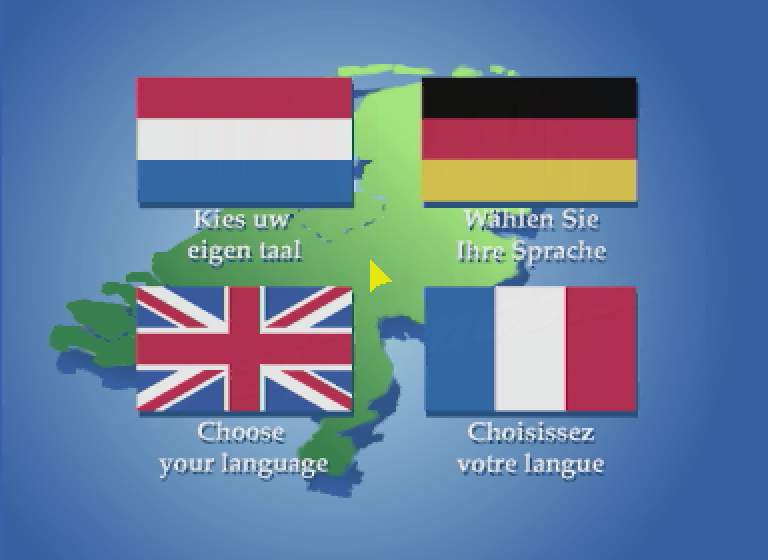 Kies uw
eigen taal
Wählen Sie
Ihre Sprache
Choose
your language
Choisissez
votre langue